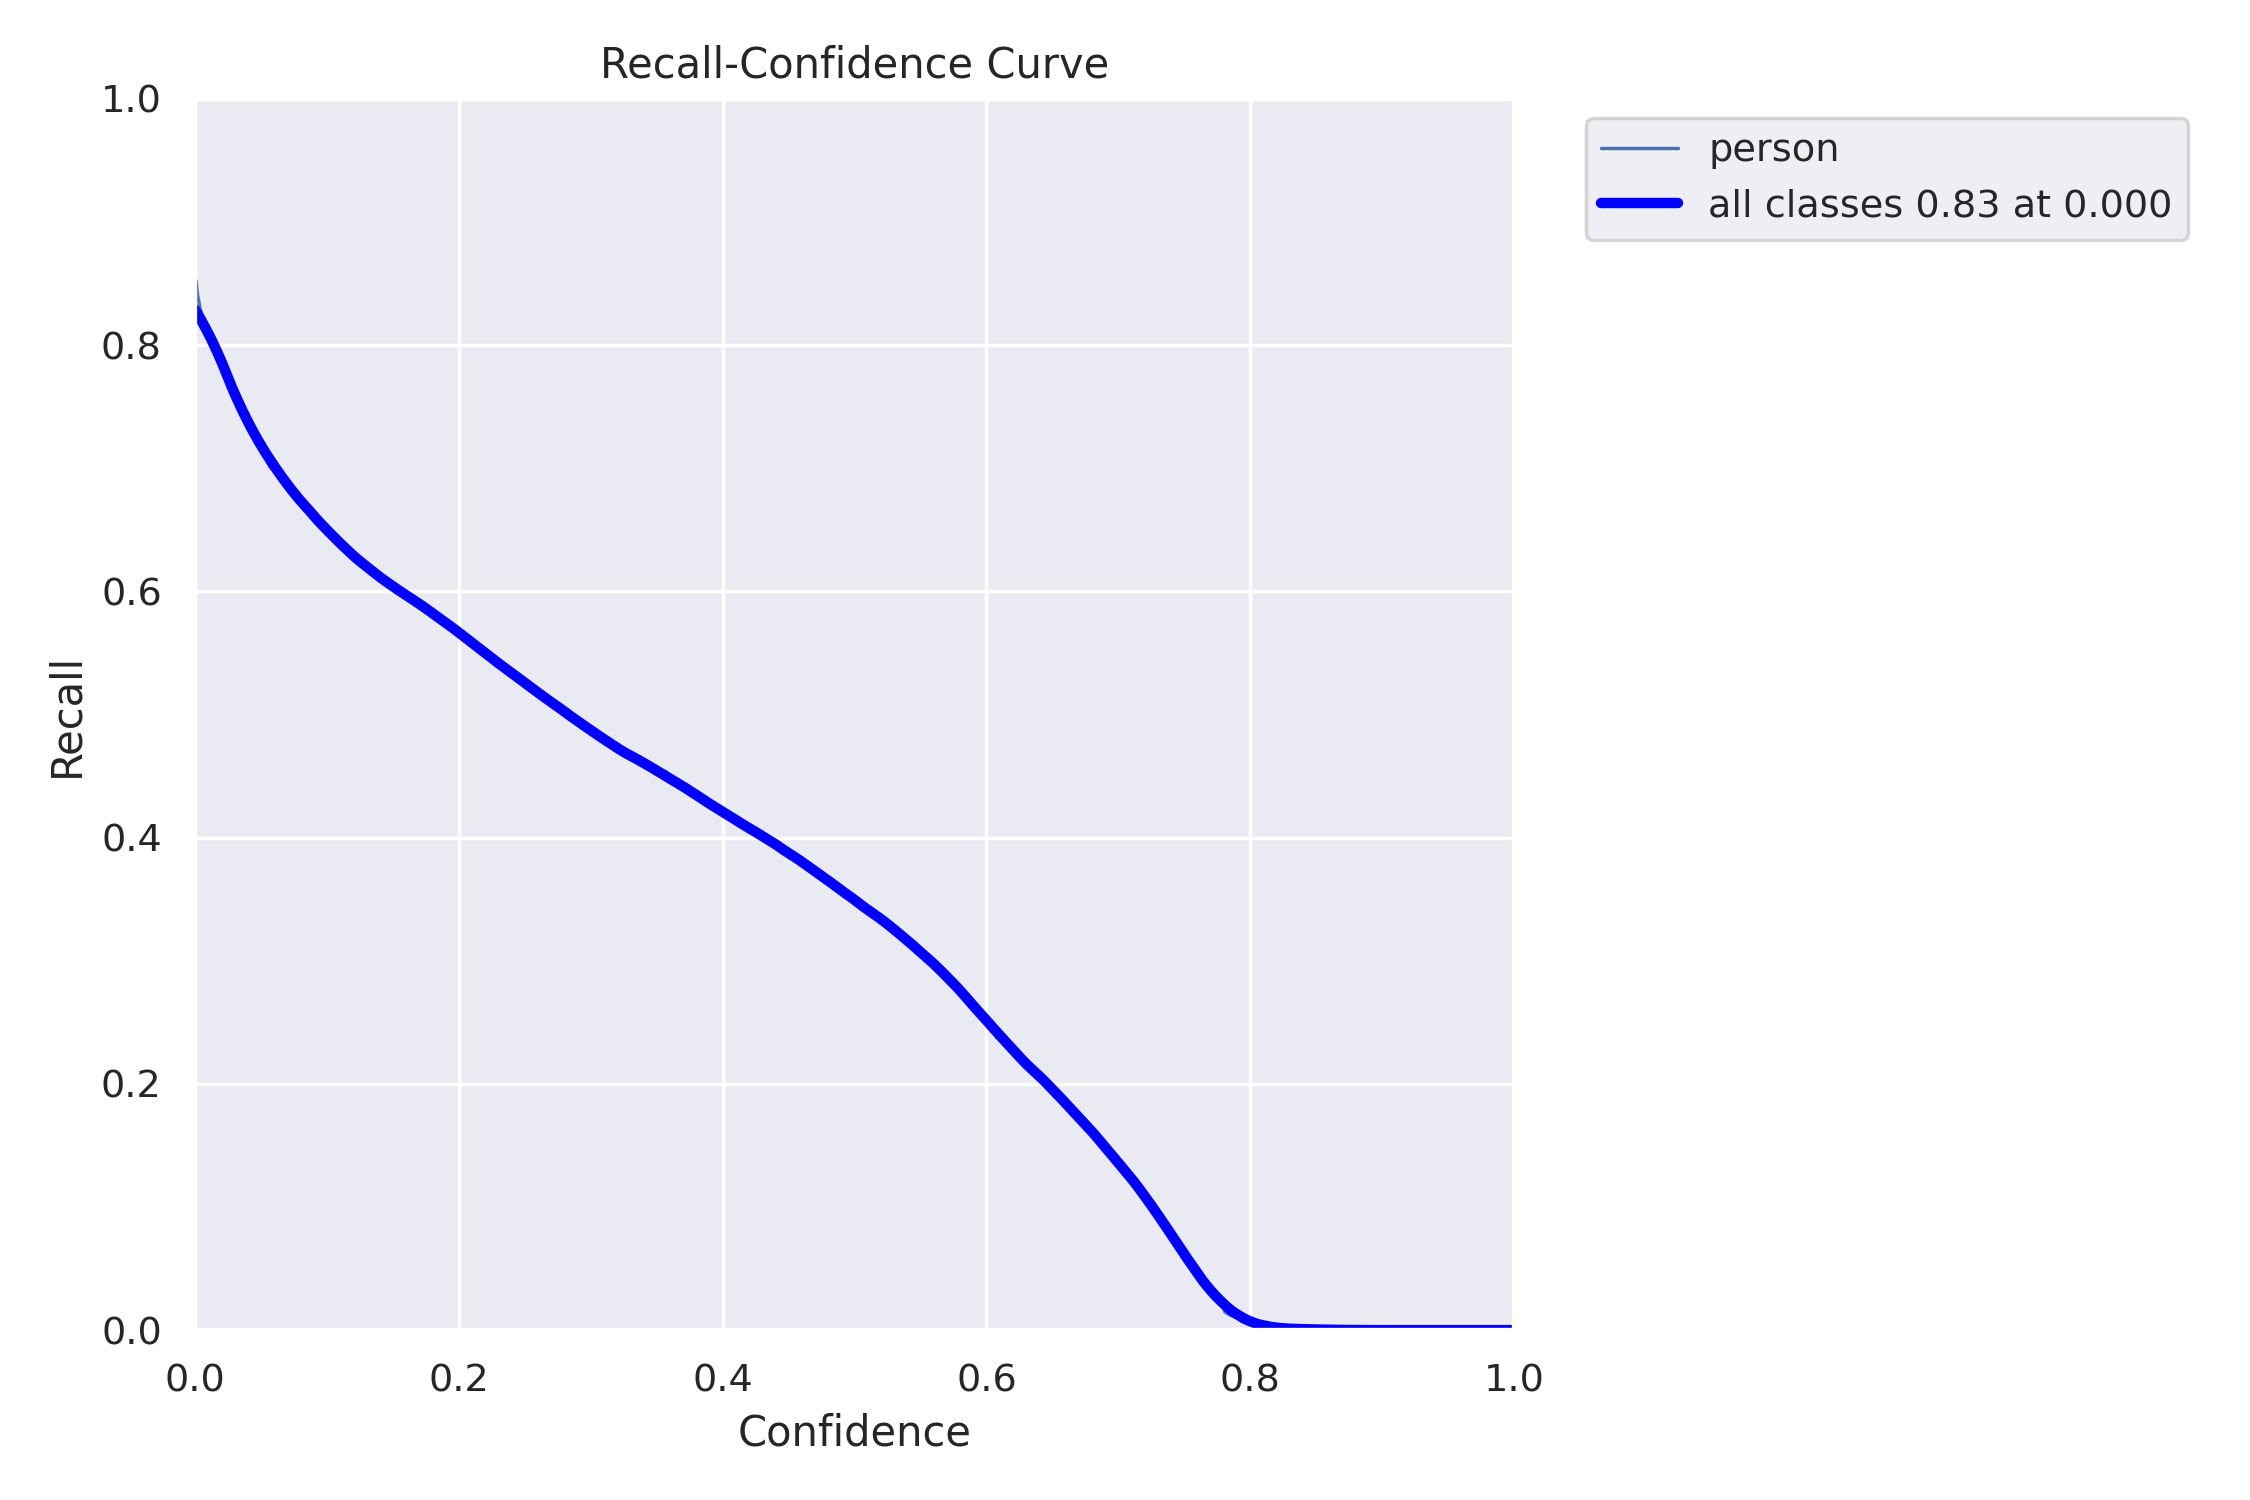 Recall-Confidence Curve
1.0
0.8
0.6
0.4
0.2
0.0
Recall
0.0 0.2 0.4 0.6 0.8 1.0
Confidence
person
all classes 0.83 at 0.000